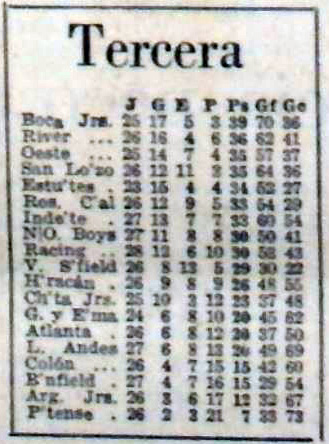 Tercera
J G E P Ps Gf Gc
Boca Jrs. 25 17 5 3 39 70 36
River ... 26 16 4 6 36 62 41
Oeste ... 25 14 7 4 35 57 37
San Lo'zo 26 12 11 3 35 64 36
Estu'tes . 23 15 4 4 34 52 27
Ros. C'al 26 12 9 5 33 54 29
Inde'te . 27 13 7 7 33 60 54
N|O. Boys 27 11 8 8 30 50 41
Racing .. 28 12 6 10 30 52 43
V. S'field 26 8 13 5 29 30 22
H'racán . 26 9 8 9 26 48 55
Ch'ta Jrs. 25 10 3 12 23 37 48
G. y E'ma 24 6 8 10 20 45 62
Atlanta . 26 6 8 12 20 37 50
L. Andes 27 6 8 13 20 49 69
Colón ... 26 4 7 15 15 42 60
B'nfield . 27 4 7 16 15 29 54
Arg. Jrs. 26 3 6 17 12 32 67
P'tense . 26 2 3 21 7 33 73